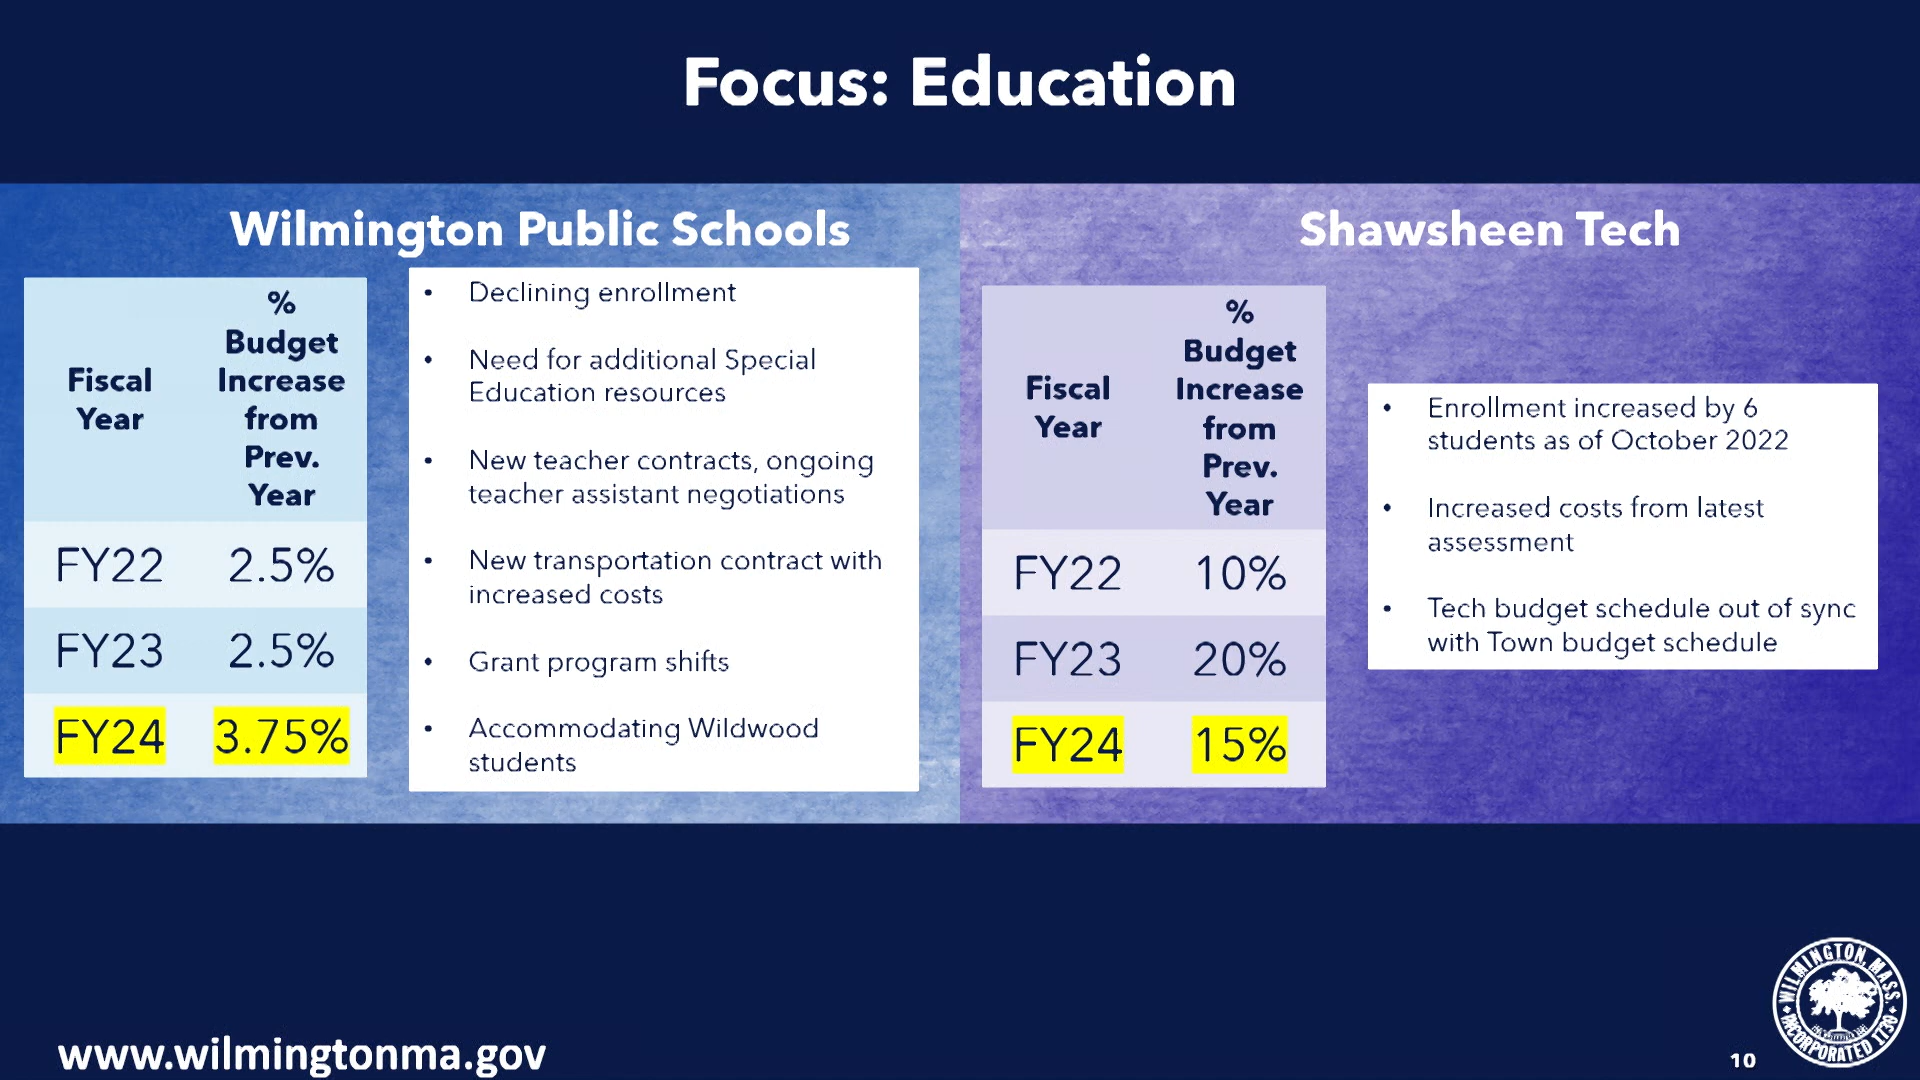 Focus: Education
Wilmington Public Schools
Fiscal
Year
%
Budget
Increase
from
Prev.
Year
FY22 2.5%
FY23 2.5%
FY24 3.75%
• Declining enrollment
• Need for additional Special
Education resources
• New teacher contracts, ongoing
teacher assistant negotiations
• New transportation contract with
increased costs
• Grant program shifts
• Accommodating Wildwood
students
Shawsheen Tech
Fiscal
Year
%
Budget
Increase
from
Prev.
Year
FY22 10%
FY23 20%
FY24 15%
• Enrollment increased by 6
students as of October 2022
• Increased costs from latest
assessment
• Tech budget schedule out of sync
with Town budget schedule
www.wilmingtonma.gov
10
WILMINGTON, MASS.
INCORPORATED 1730